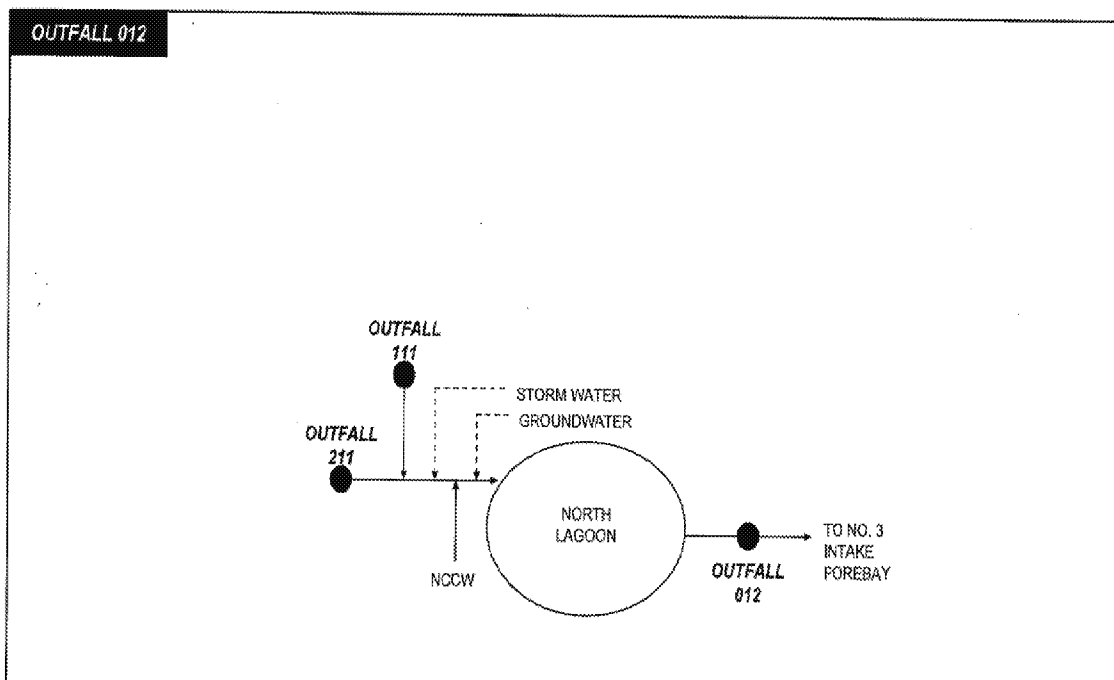 OUTFALL 012
OUTFALL
111
STORM WATER
GROUNDWATER
OUTFALL
211
NORTH
LAGOON
NCCW
TO NO. 3
INTAKE
FOREBAY
OUTFALL
012